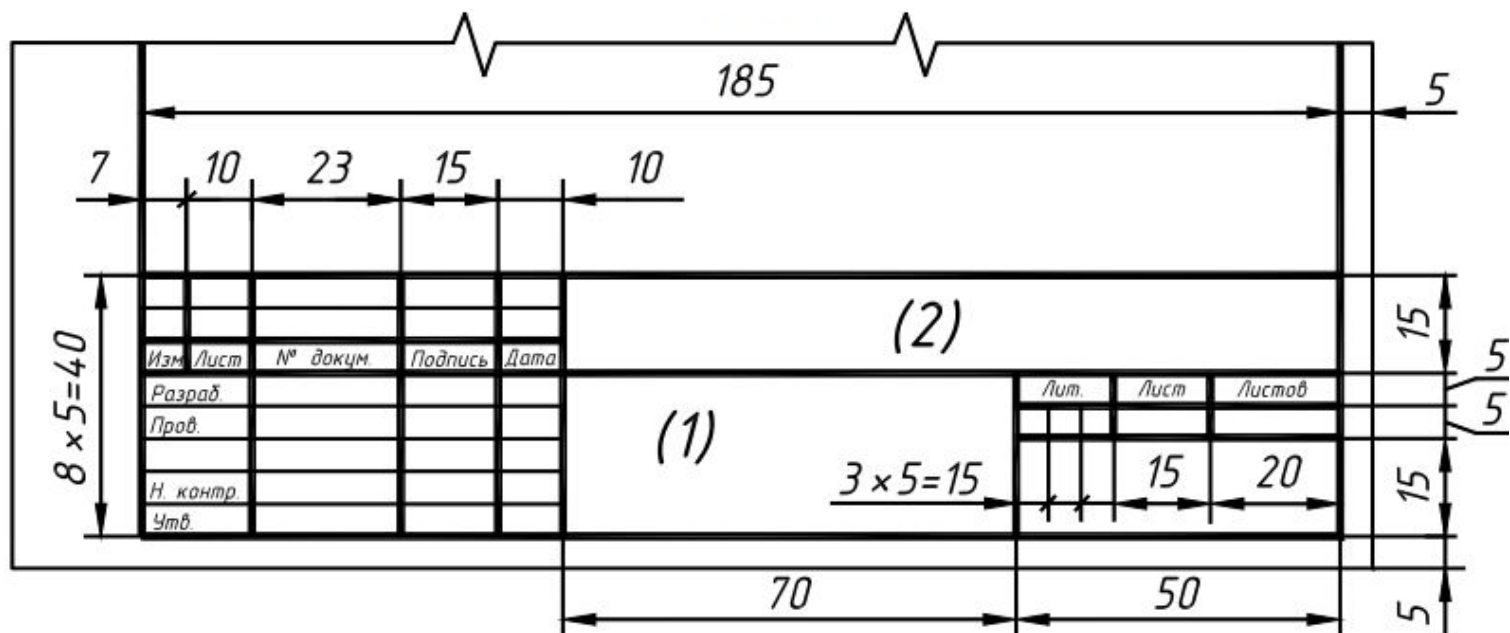 185
5
7 10 23 15 10
(2)
15
8×5=40
Изм Лист № докум. Подпись Дата
5
Разраб.
Лит. Лист Листов
Пров.
(1)
5
3×5=15 15 20
15
Н. контр.
Утв.
70 50
5